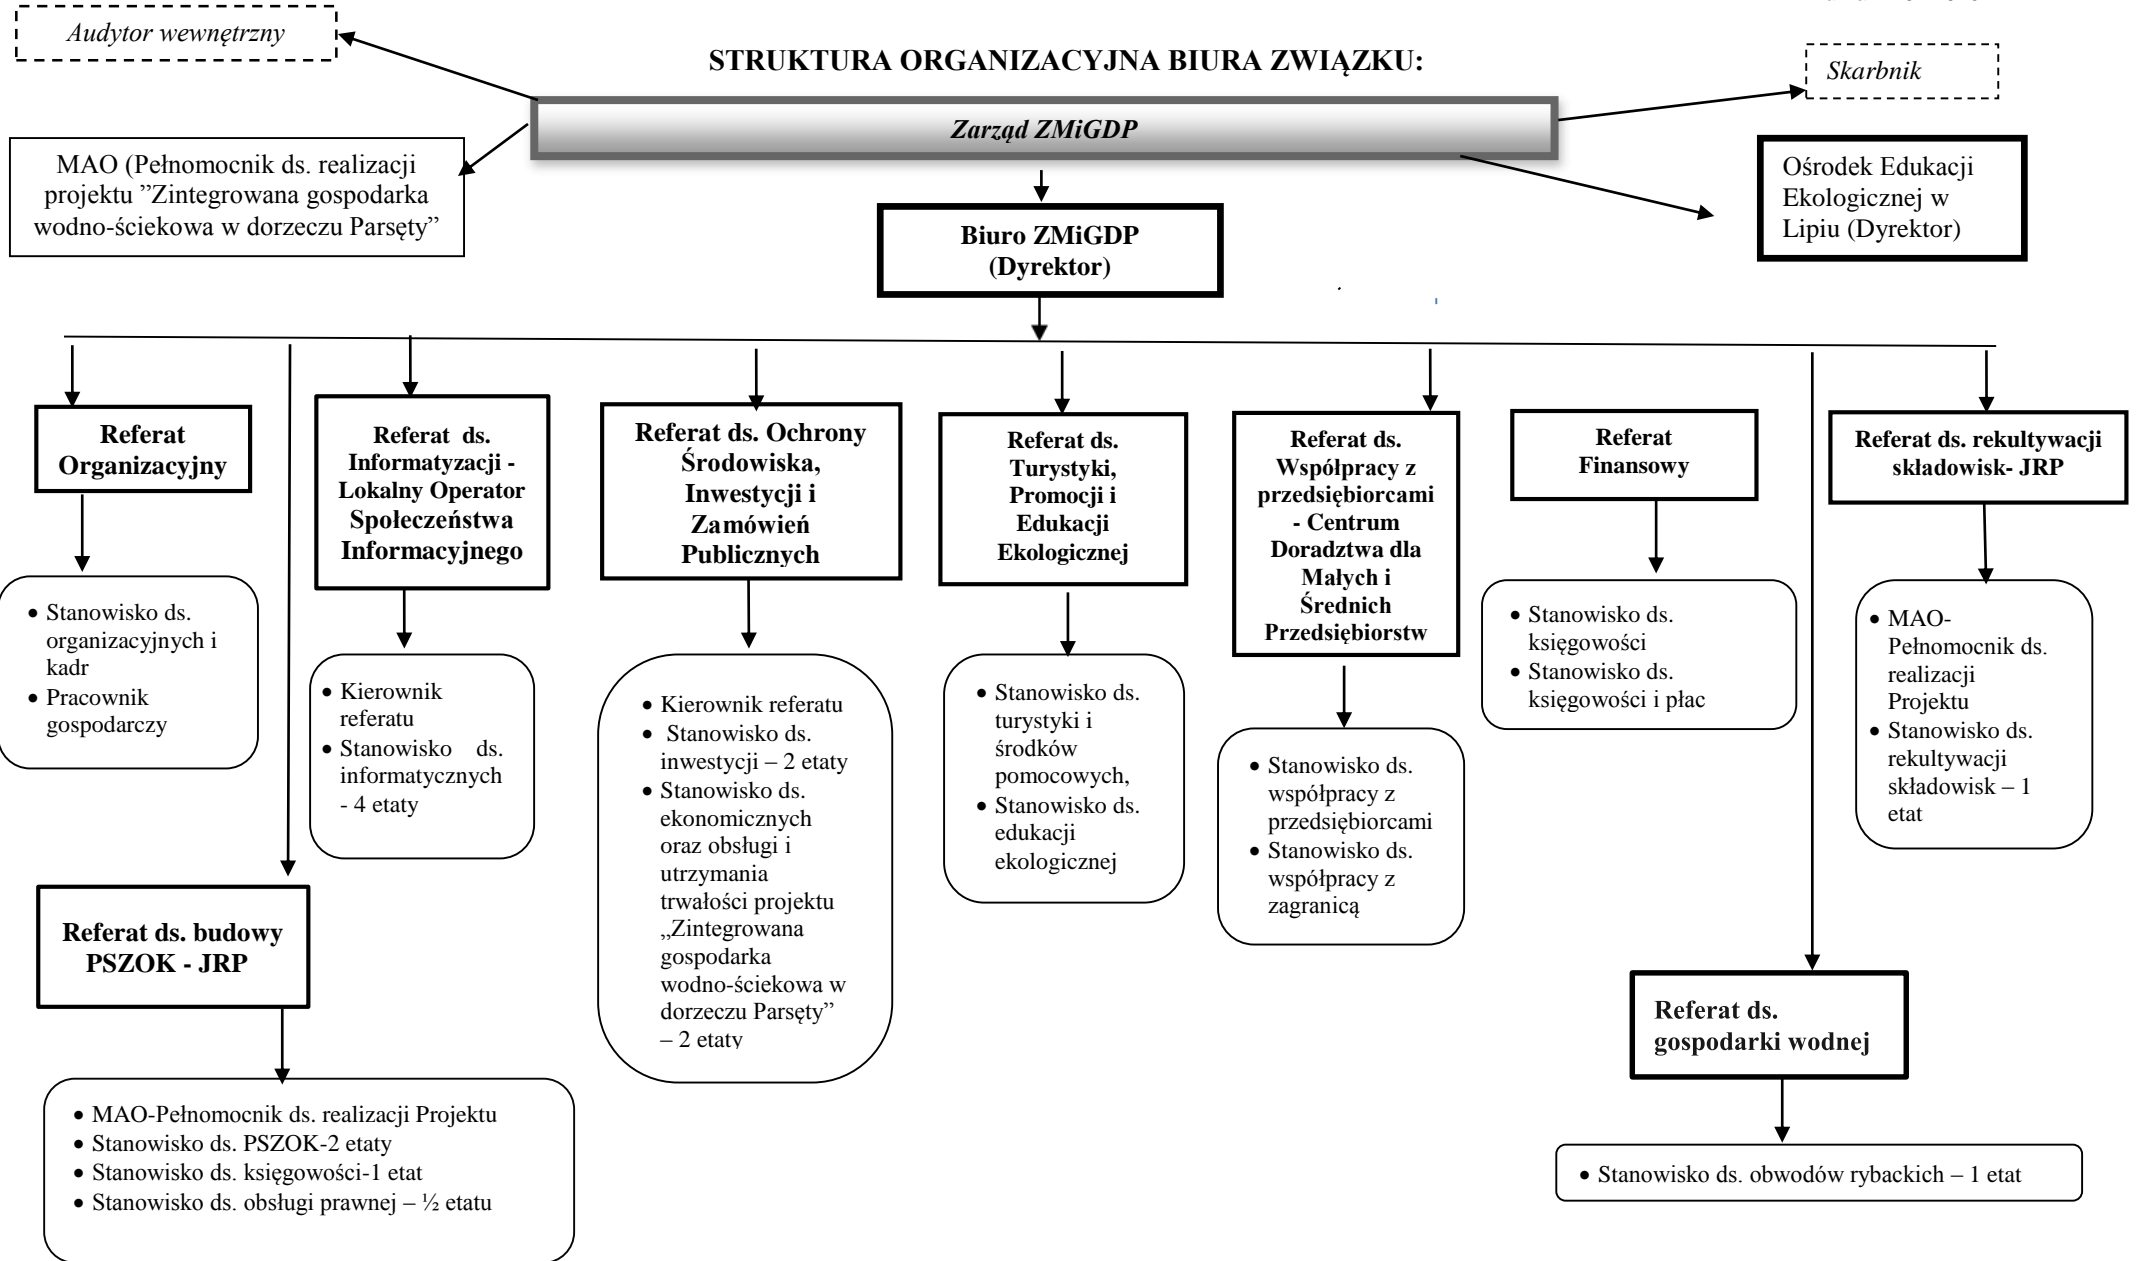 Audytor wewnętrzny
STRUKTURA ORGANIZACYJNA BIURA ZWIĄZKU:
Skarbnik
Zarząd ZMiGDP
MAO (Pełnomocnik ds. realizacji
projektu ”Zintegrowana gospodarka
wodno-ściekowa w dorzeczu Parsęty”
Ośrodek Edukacji
Ekologicznej w
Lipiu (Dyrektor)
Biuro ZMiGDP
(Dyrektor)
Referat
Organizacyjny
Referat ds.
Informatyzacji -
Lokalny Operator
Społeczeństwa
Informacyjnego
Referat ds. Ochrony
Środowiska,
Inwestycji i
Zamówień
Publicznych
Referat ds.
Turystyki,
Promocji i
Edukacji
Ekologicznej
Referat ds.
Współpracy z
przedsiębiorcami
- Centrum
Doradztwa dla
Małych i
Średnich
Przedsiębiorstw
Referat
Finansowy
Referat ds. rekultywacji
składowisk- JRP
• Stanowisko ds.
organizacyjnych i
kadr
• Pracownik
gospodarczy
• Kierownik
referatu
• Stanowisko ds.
informatycznych
- 4 etaty
• Kierownik referatu
• Stanowisko ds.
inwestycji – 2 etaty
• Stanowisko ds.
ekonomicznych
oraz obsługi i
utrzymania
trwałości projektu
„Zintegrowana
gospodarka
wodno-ściekowa w
dorzeczu Parsęty”
– 2 etaty
• Stanowisko ds.
turystyki i
środków
pomocowych,
• Stanowisko ds.
edukacji
ekologicznej
• Stanowisko ds.
współpracy z
przedsiębiorcami
• Stanowisko ds.
współpracy z
zagranicą
• Stanowisko ds.
księgowości
• Stanowisko ds.
księgowości i płac
• MAO-
Pełnomocnik ds.
realizacji
Projektu
• Stanowisko ds.
rekultywacji
składowisk – 1
etat
Referat ds. budowy
PSZOK - JRP
Referat ds.
gospodarki wodnej
• MAO-Pełnomocnik ds. realizacji Projektu
• Stanowisko ds. PSZOK-2 etaty
• Stanowisko ds. księgowości-1 etat
• Stanowisko ds. obsługi prawnej – ½ etatu
• Stanowisko ds. obwodów rybackich – 1 etat